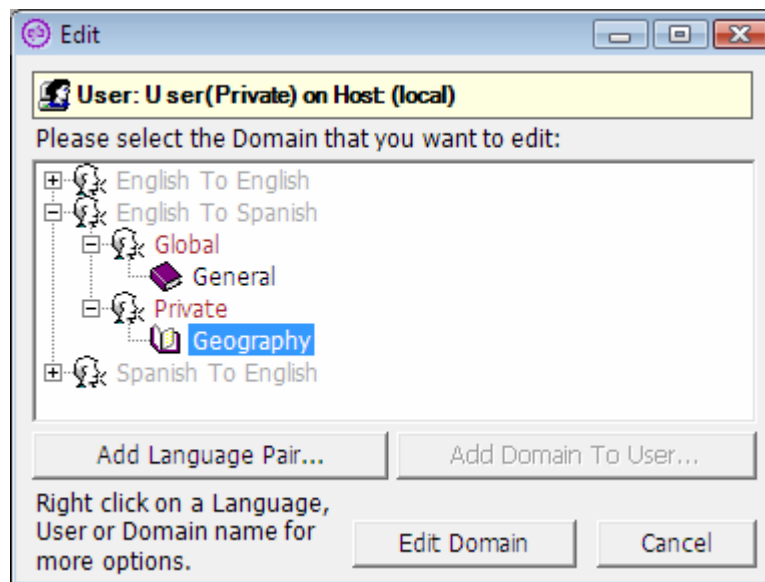 Edit
User: User(Private) on Host: (local)
Please select the Domain that you want to edit:
English To English
English To Spanish
Global
General
Private
Geography
Spanish To English
Add Language Pair...
Add Domain To User...
Right click on a Language,
User or Domain name for
more options.
Edit Domain
Cancel